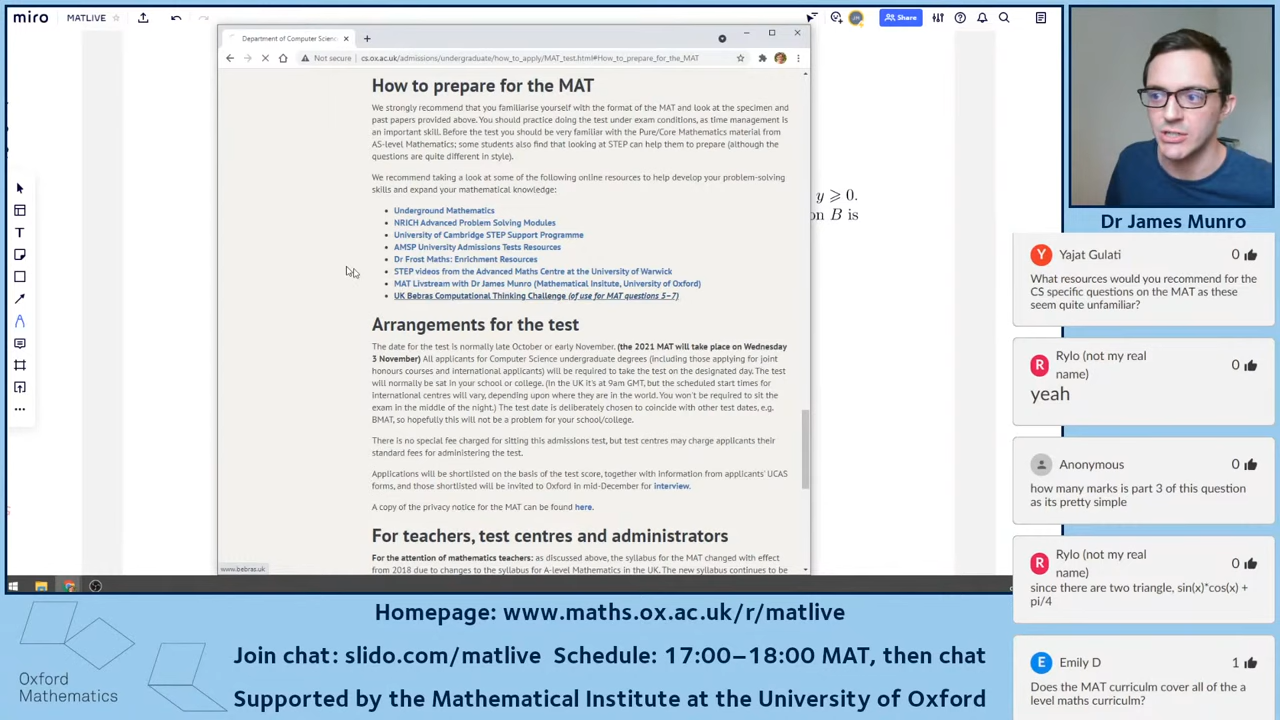 miro MATLIVE Share
Department of Computer Scienc
Not secure cs.ox.ac.uk/admissions/undergraduate/how_to_apply/MAT_test.html#How_to_prepare_for_the_MAT
How to prepare for the MAT
We strongly recommend that you familiarise yourself with the format of the MAT and look at the specimen and
past papers provided above. You should practice doing the test under exam conditions, as time management is
an important skill. Before the test you should be very familiar with the Pure/Core Mathematics material from
AS-level Mathematics; some students also find that looking at STEP can help them to prepare (although the
questions are quite different in style).
We recommend taking a look at some of the following online resources to help develop your problem-solving
skills and expand your mathematical knowledge:
Underground Mathematics
NRICH Advanced Problem Solving Modules
University of Cambridge STEP Support Programme
AMSP University Admissions Tests Resources
Dr Frost Maths: Enrichment Resources
STEP videos from the Advanced Maths Centre at the University of Warwick
MAT Livstream with Dr James Munro (Mathematical Insitute, University of Oxford)
UK Bebras Computational Thinking Challenge (of use for MAT questions 5-7)
Arrangements for the test
The date for the test is normally late October or early November. (the 2021 MAT will take place on Wednesday
3 November) All applicants for Computer Science undergraduate degrees (including those applying for joint
honours courses and international applicants) will be required to take the test on the designated day. The test
will normally be sat in your school or college. (In the UK it's at 9am GMT, but the scheduled start times for
international centres will vary, depending upon where they are in the world. You won't be required to sit the
exam in the middle of the night.) The test date is deliberately chosen to coincide with other test dates, e.g.
BMAT, so hopefully this will not be a problem for your school/college.
There is no special fee charged for sitting this admissions test, but test centres may charge applicants their
standard fees for administering the test.
Applications will be shortlisted on the basis of the test score, together with Information from applicants' UCAS
forms, and those shortlisted will be invited to Oxford in mid-December for interview.
A copy of the privacy notice for the MAT can be found here.
For teachers, test centres and administrators
For the attention of mathematics teachers: as discussed above, the syllabus for the MAT changed with effect
from 2018 due to changes to the syllabus for A-level Mathematics in the UK. The new syllabus continues to be
www.bebras.uk
y ⩾ 0.
on B is
Dr James Munro
Y Yajat Gulati 0
What resources would you recommend for the
CS specific questions on the MAT as these
seem quite unfamiliar?
R Rylo (not my real
name) 0
yeah
Anonymous 0
how many marks is part 3 of this question
as its pretty simple
R Rylo (not my real
name) 0
since there are two triangle, sin(x)*cos(x) +
pi/4
E Emily D 1
Does the MAT curriculum cover all of the a
level maths curriculum?
Homepage: www.maths.ox.ac.uk/r/matlive
Join chat: slido.com/matlive Schedule: 17:00–18:00 MAT, then chat
Supported by the Mathematical Institute at the University of Oxford
Oxford
Mathematics